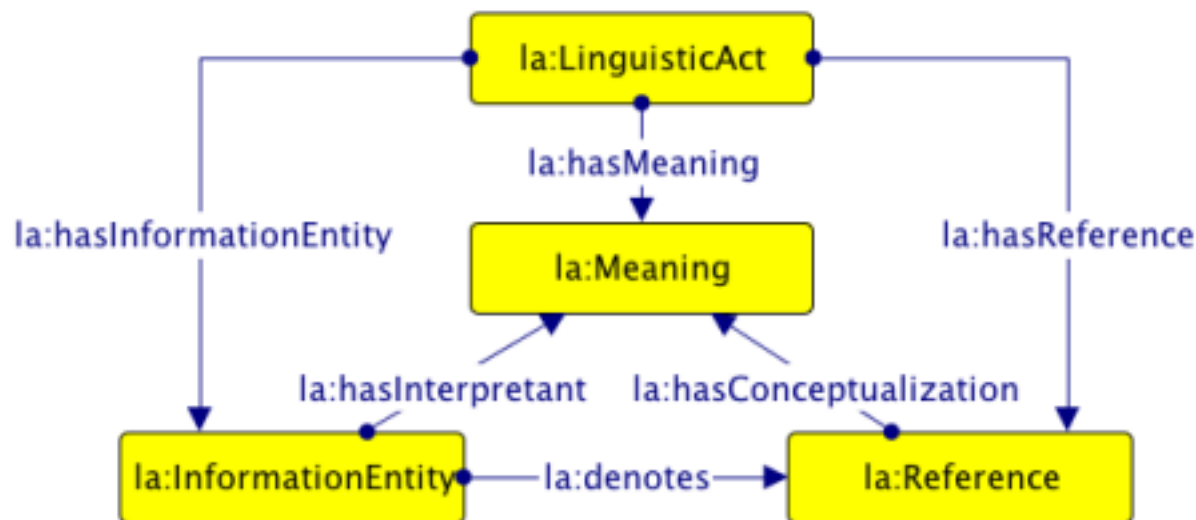 la:LinguisticAct
la:hasMeaning
la:hasInformationEntity
la:hasReference
la:Meaning
la:hasInterpretant
la:hasConceptualization
la:InformationEntity
la:denotes
la:Reference